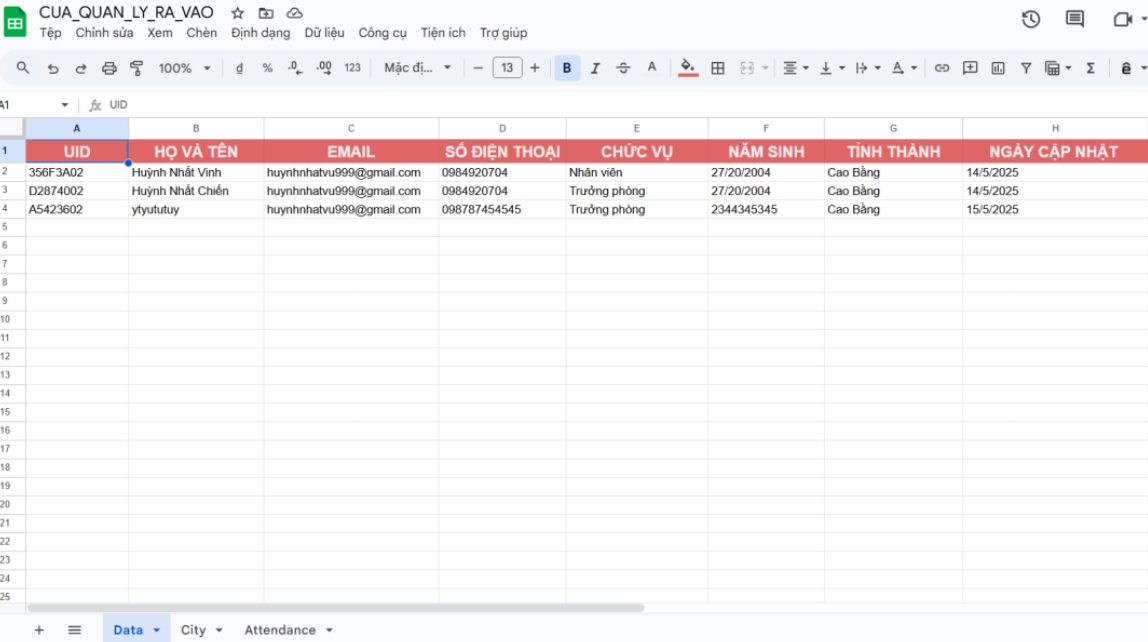 CUA_QUAN_LY_RA_VAO
Tệp Chỉnh sửa Xem Chèn Định dạng Dữ liệu Công cụ Tiện ích Trợ giúp
100% đ % .0 .00 123 Mặc đị... 13 B I S A
A1 UID
A B C D E F G H
1 UID HỌ VÀ TÊN EMAIL SỐ ĐIỆN THOẠI CHỨC VỤ NĂM SINH TỈNH THÀNH NGÀY CẬP NHẬT
2 356F3A02 Huỳnh Nhất Vinh huynhnhatvu999@gmail.com 0984920704 Nhân viên 27/20/2004 Cao Bằng 14/5/2025
3 D2874002 Huỳnh Nhất Chiến huynhnhatvu999@gmail.com 0984920704 Trưởng phòng 27/20/2004 Cao Bằng 14/5/2025
4 A5423602 ytyututuy huynhnhatvu999@gmail.com 098787454545 Trưởng phòng 2344345345 Cao Bằng 15/5/2025
5
6
7
8
9
10
11
12
13
14
15
16
17
18
19
20
21
22
23
24
25
Data City Attendance